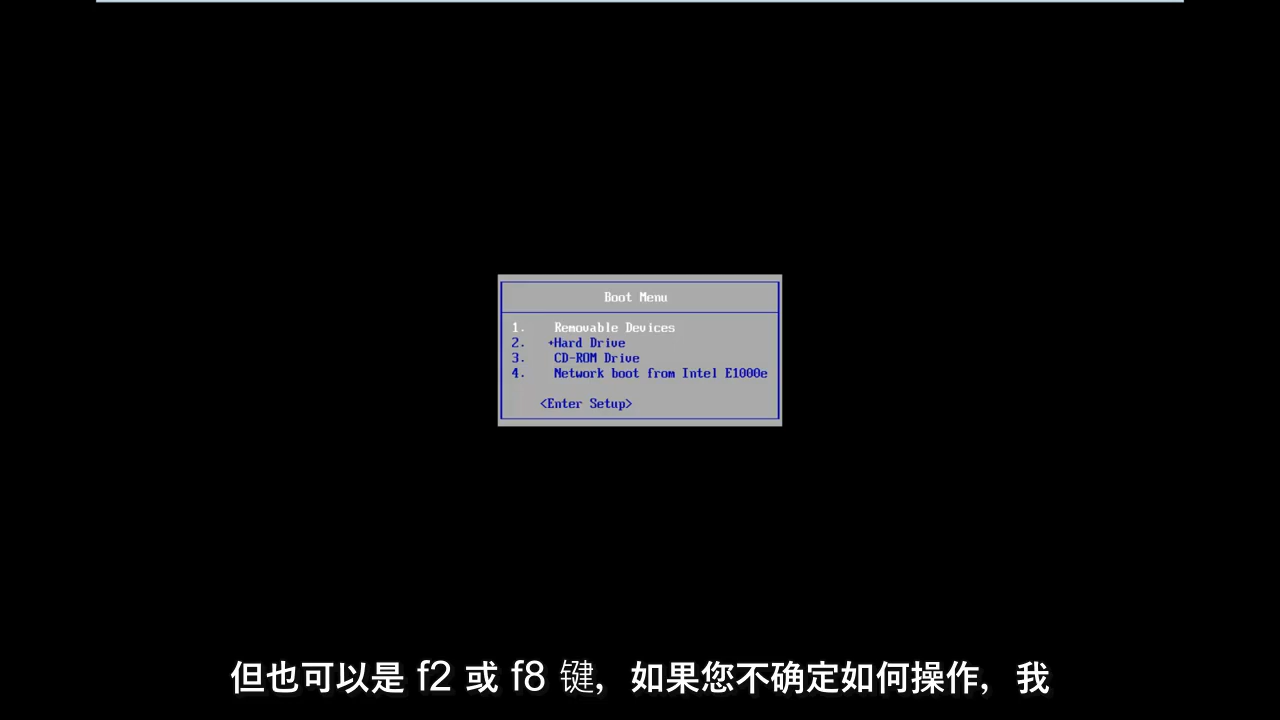 Boot Menu
1. Removable Devices
2. +Hard Drive
3. CD-ROM Drive
4. Network boot from Intel E1000e
<Enter Setup>
但也可以是 f2 或 f8 键，如果您不确定如何操作，我